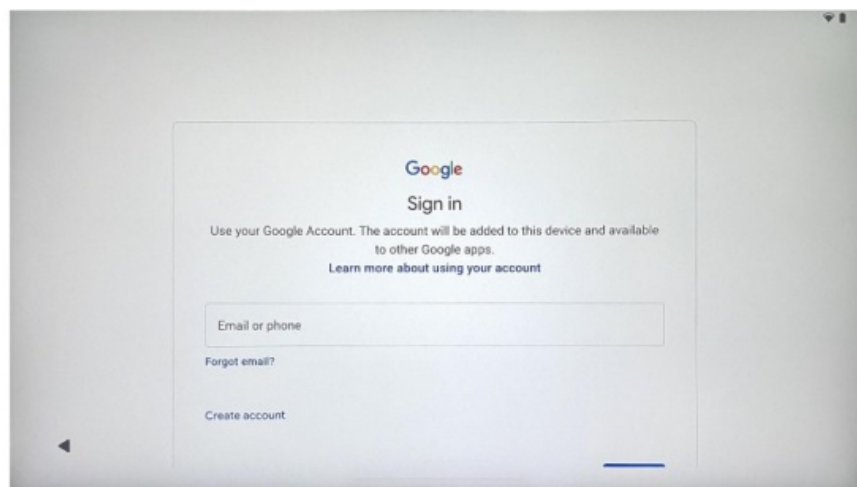 Google
Sign in
Use your Google Account. The account will be added to this device and available
to other Google apps.
Learn more about using your account
Email or phone
Forgot email?
Create account